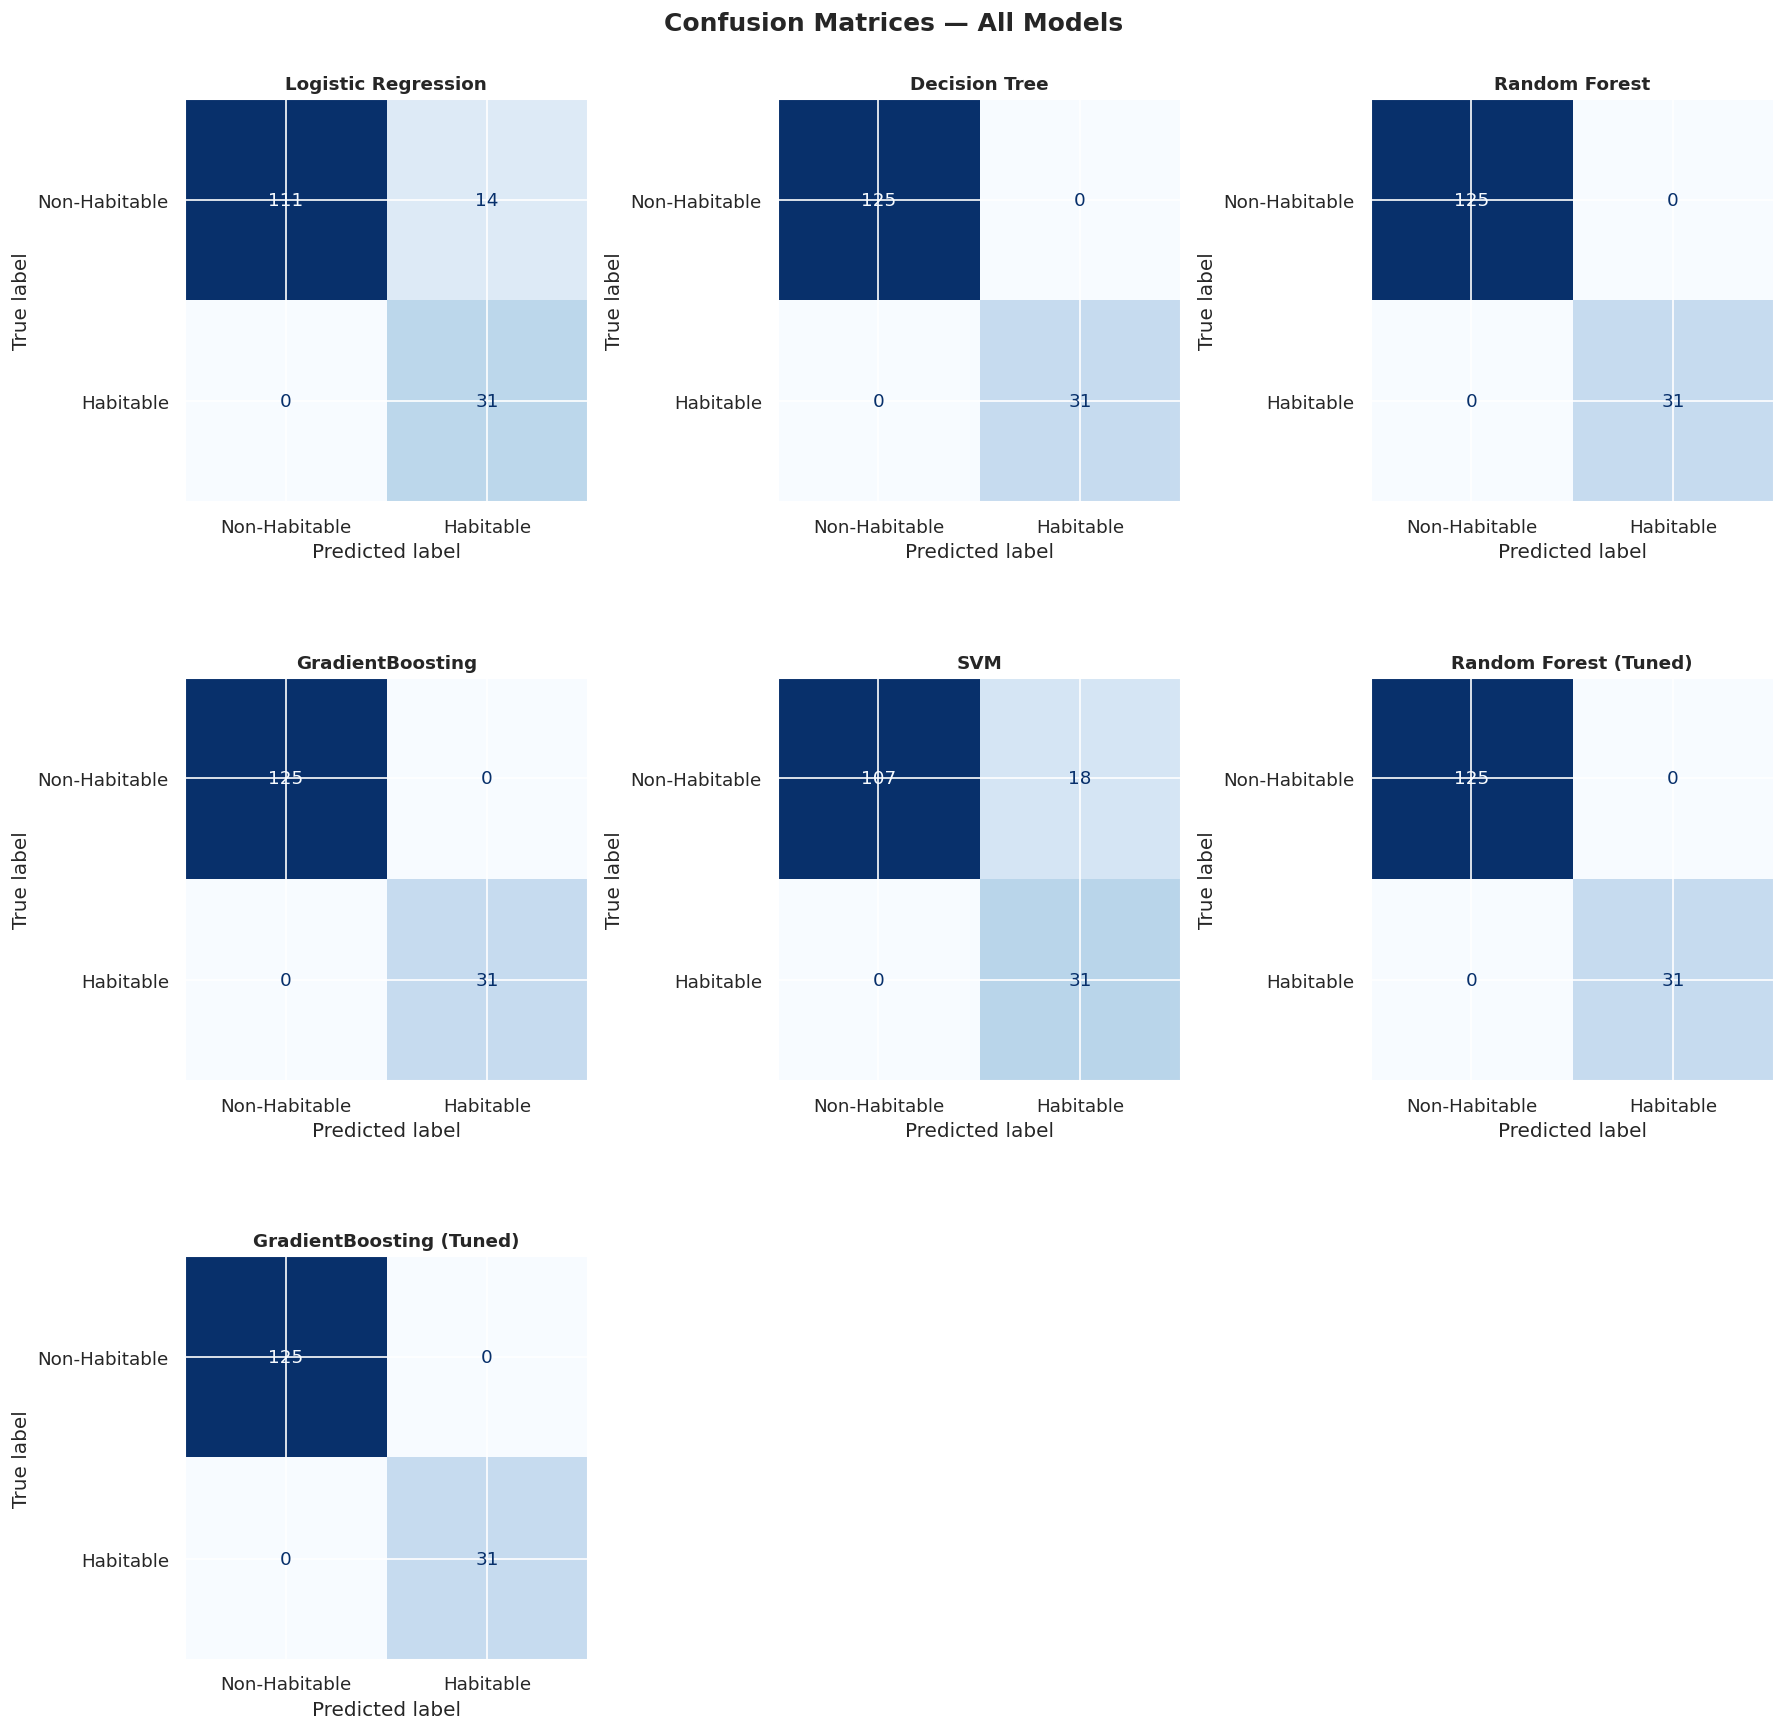 Confusion Matrices — All Models
Logistic Regression
True label
Non-Habitable
111
14
Habitable
0
31
Non-Habitable
Habitable
Predicted label
Decision Tree
True label
Non-Habitable
125
0
Habitable
0
31
Non-Habitable
Habitable
Predicted label
Random Forest
True label
Non-Habitable
125
0
Habitable
0
31
Non-Habitable
Habitable
Predicted label
GradientBoosting
True label
Non-Habitable
125
0
Habitable
0
31
Non-Habitable
Habitable
Predicted label
SVM
True label
Non-Habitable
107
18
Habitable
0
31
Non-Habitable
Habitable
Predicted label
Random Forest (Tuned)
True label
Non-Habitable
125
0
Habitable
0
31
Non-Habitable
Habitable
Predicted label
GradientBoosting (Tuned)
True label
Non-Habitable
125
0
Habitable
0
31
Non-Habitable
Habitable
Predicted label